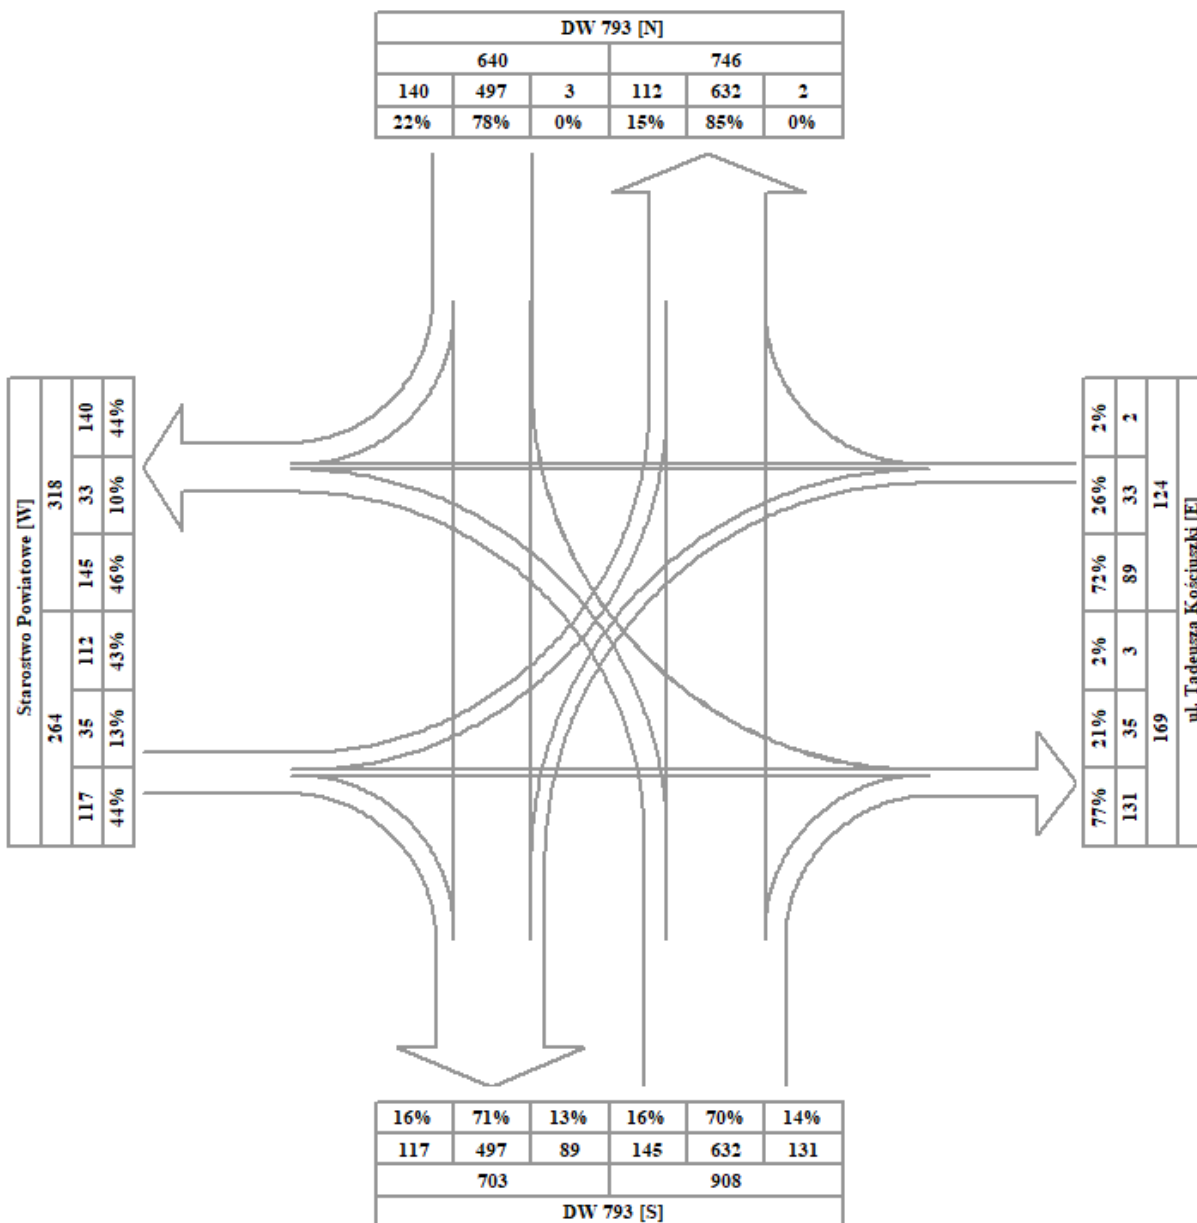 DW 793 [N]
640 746
140 497 3 112 632 2
22% 78% 0% 15% 85% 0%
Starostwo Powiatowe [W]
318 264
140 33 145 112 35 117
44% 10% 46% 43% 13% 44%
2% 26% 72% 2% 21% 77%
2 33 89 3 35 131
124 169
ul. Tadeusza Kościuszki [E]
16% 71% 13% 16% 70% 14%
117 497 89 145 632 131
703 908
DW 793 [S]